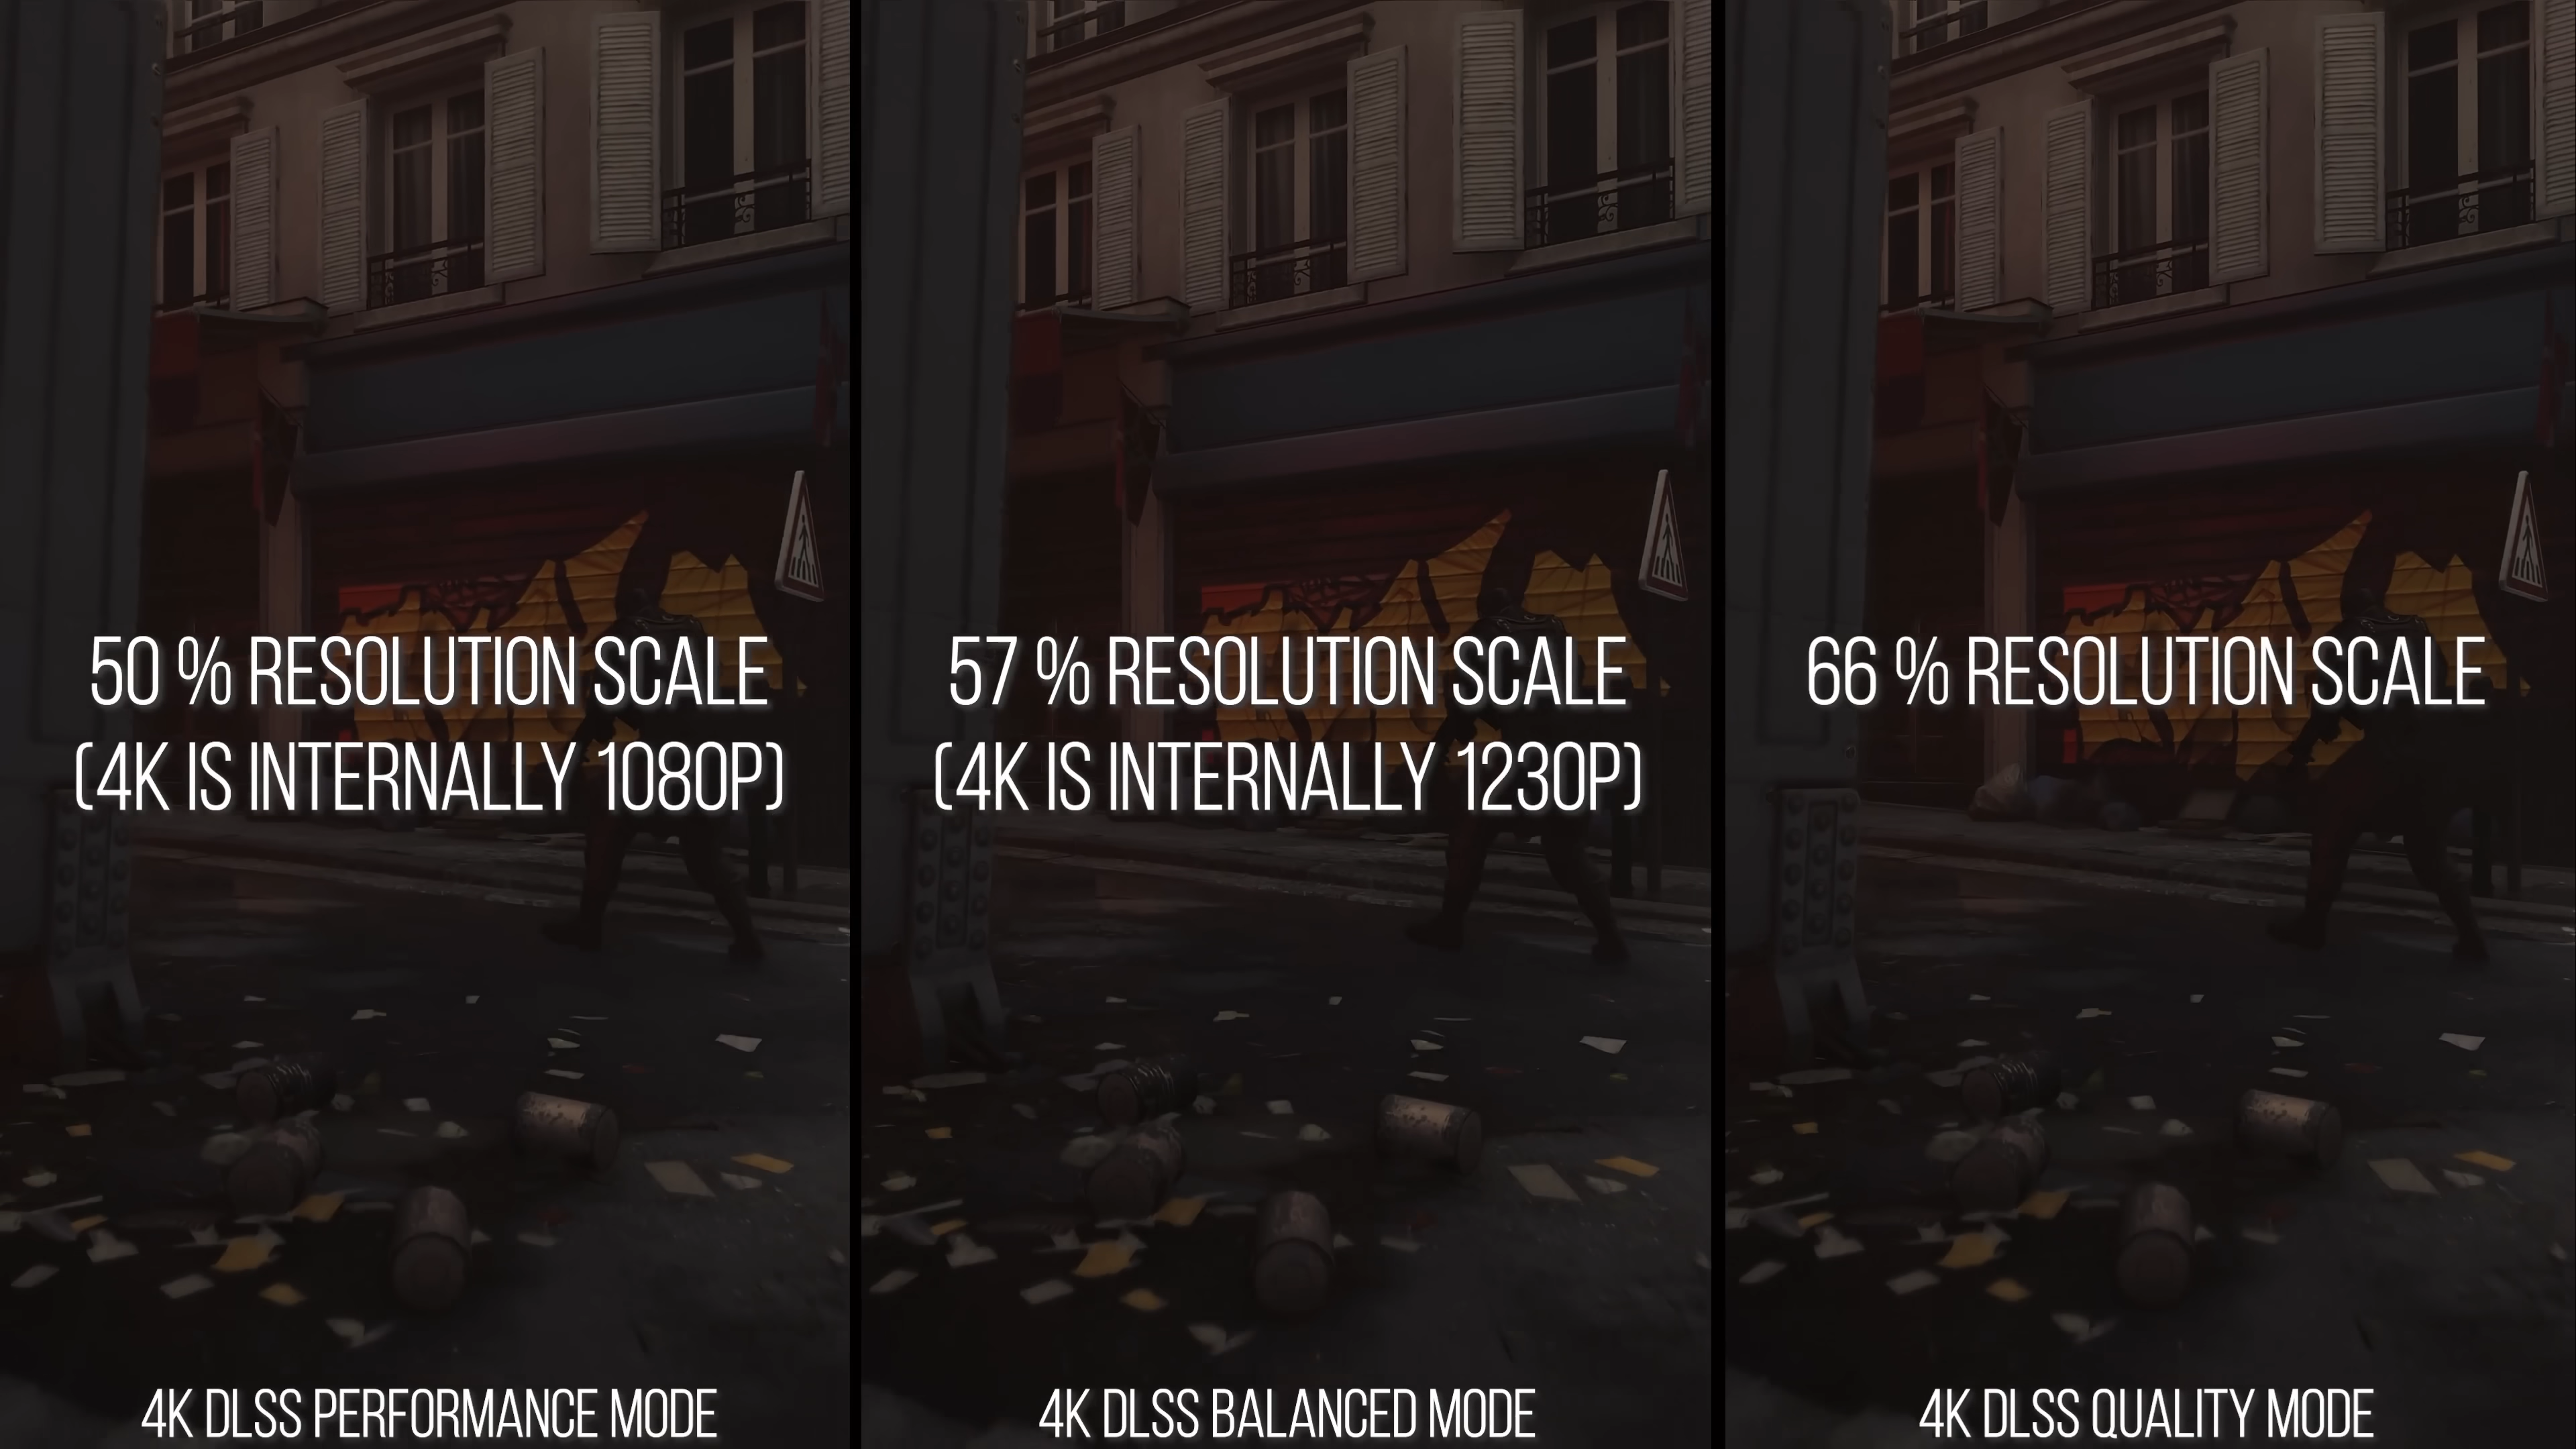 50 % RESOLUTION SCALE
(4K IS INTERNALLY 1080P)
4K DLSS PERFORMANCE MODE
57 % RESOLUTION SCALE
(4K IS INTERNALLY 1230P)
4K DLSS BALANCED MODE
66 % RESOLUTION SCALE
4K DLSS QUALITY MODE